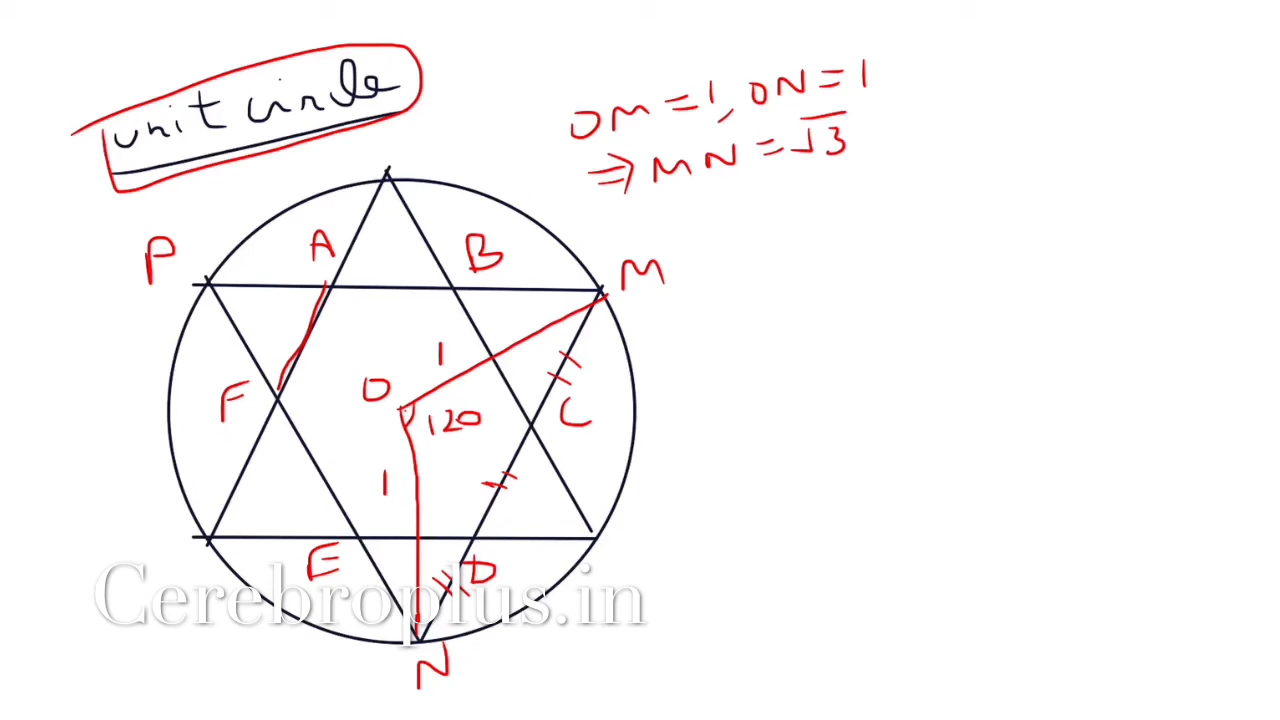 unit circle
OM = 1, ON = 1
⇒ MN = √3
P
A
B
M
1
F
O
120
C
1
E
D
Cerebroplus.in
N